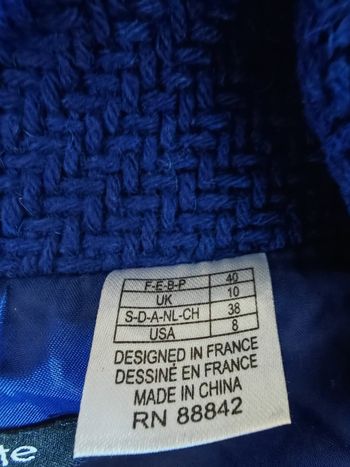 F-E-B-P 40
UK 10
S-D-A-NL-CH 38
USA 8
DESIGNED IN FRANCE
DESSINÉ EN FRANCE
MADE IN CHINA
RN 88842